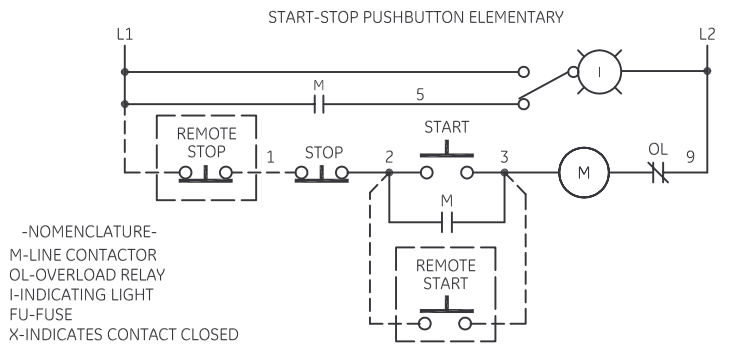 START-STOP PUSHBUTTON ELEMENTARY
L1
L2
I
M
5
REMOTE
STOP
1
STOP
2
START
3
M
OL
9
M
REMOTE
START
-NOMENCLATURE-
M-LINE CONTACTOR
OL-OVERLOAD RELAY
I-INDICATING LIGHT
FU-FUSE
X-INDICATES CONTACT CLOSED